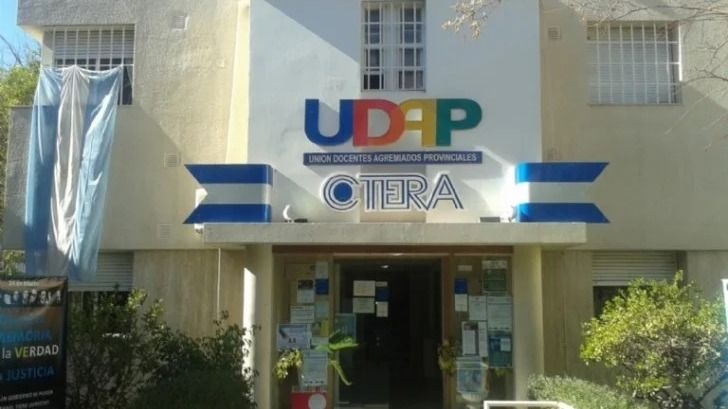 UDAP
UNION DOCENTES AGREMIADOS PROVINCIALES
CTERA
MEMORIA
la VERDAD
JUSTICIA